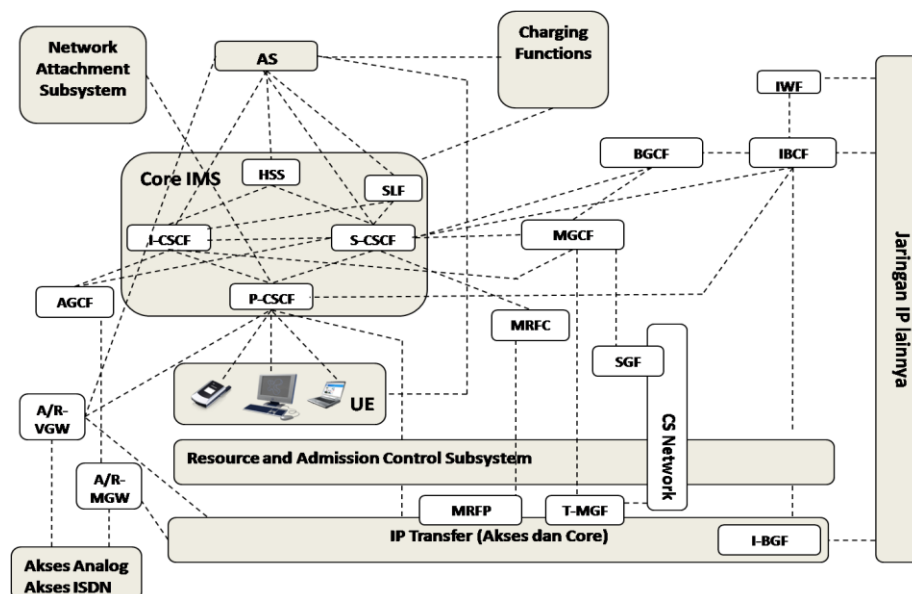 Network
Attachment
Subsystem
AS
Charging
Functions
IWF
BGCF
IBCF
Core IMS
HSS
SLF
I-CSCF
S-CSCF
MGCF
AGCF
P-CSCF
MRFC
SGF
Jaringan IP lainnya
UE
CS Network
A/R-
VGW
Resource and Admission Control Subsystem
A/R-
MGW
MRFP
T-MGF
IP Transfer (Akses dan Core)
I-BGF
Akses Analog
Akses ISDN